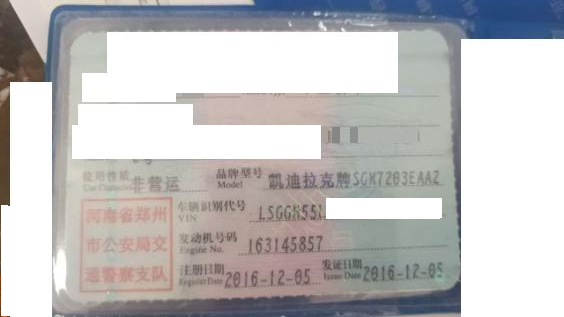 使用性质 非营运 品牌型号 凯迪拉克牌SGM7203EAA2
Use Character Model
河南省郑州 车辆识别代号 LSGGN55
VIN
市公安局交 发动机号码 163145857
Engine No.
通警察支队 注册日期 2016-12-05 发证日期 2016-12-05
Register Date Issue Date